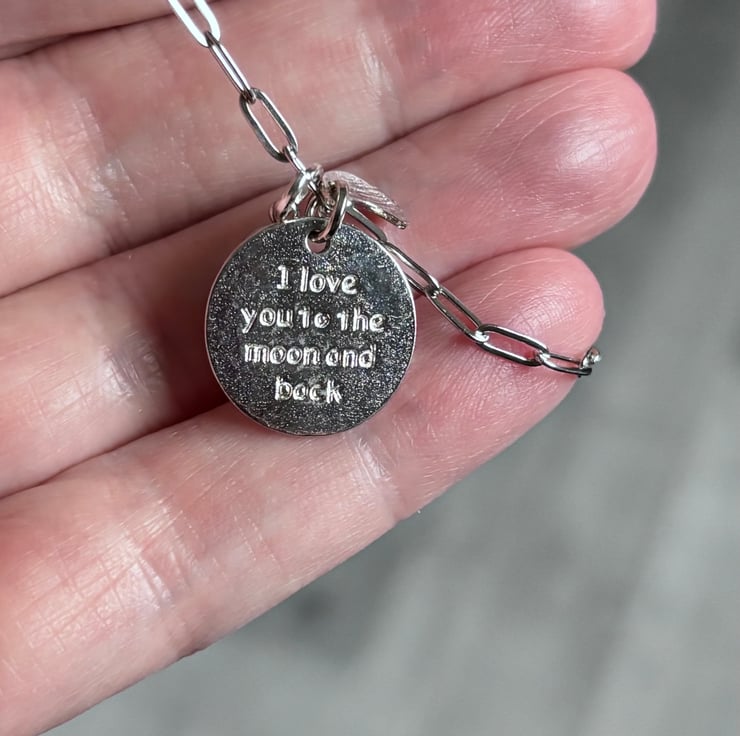 I love
you to the
moon and
back